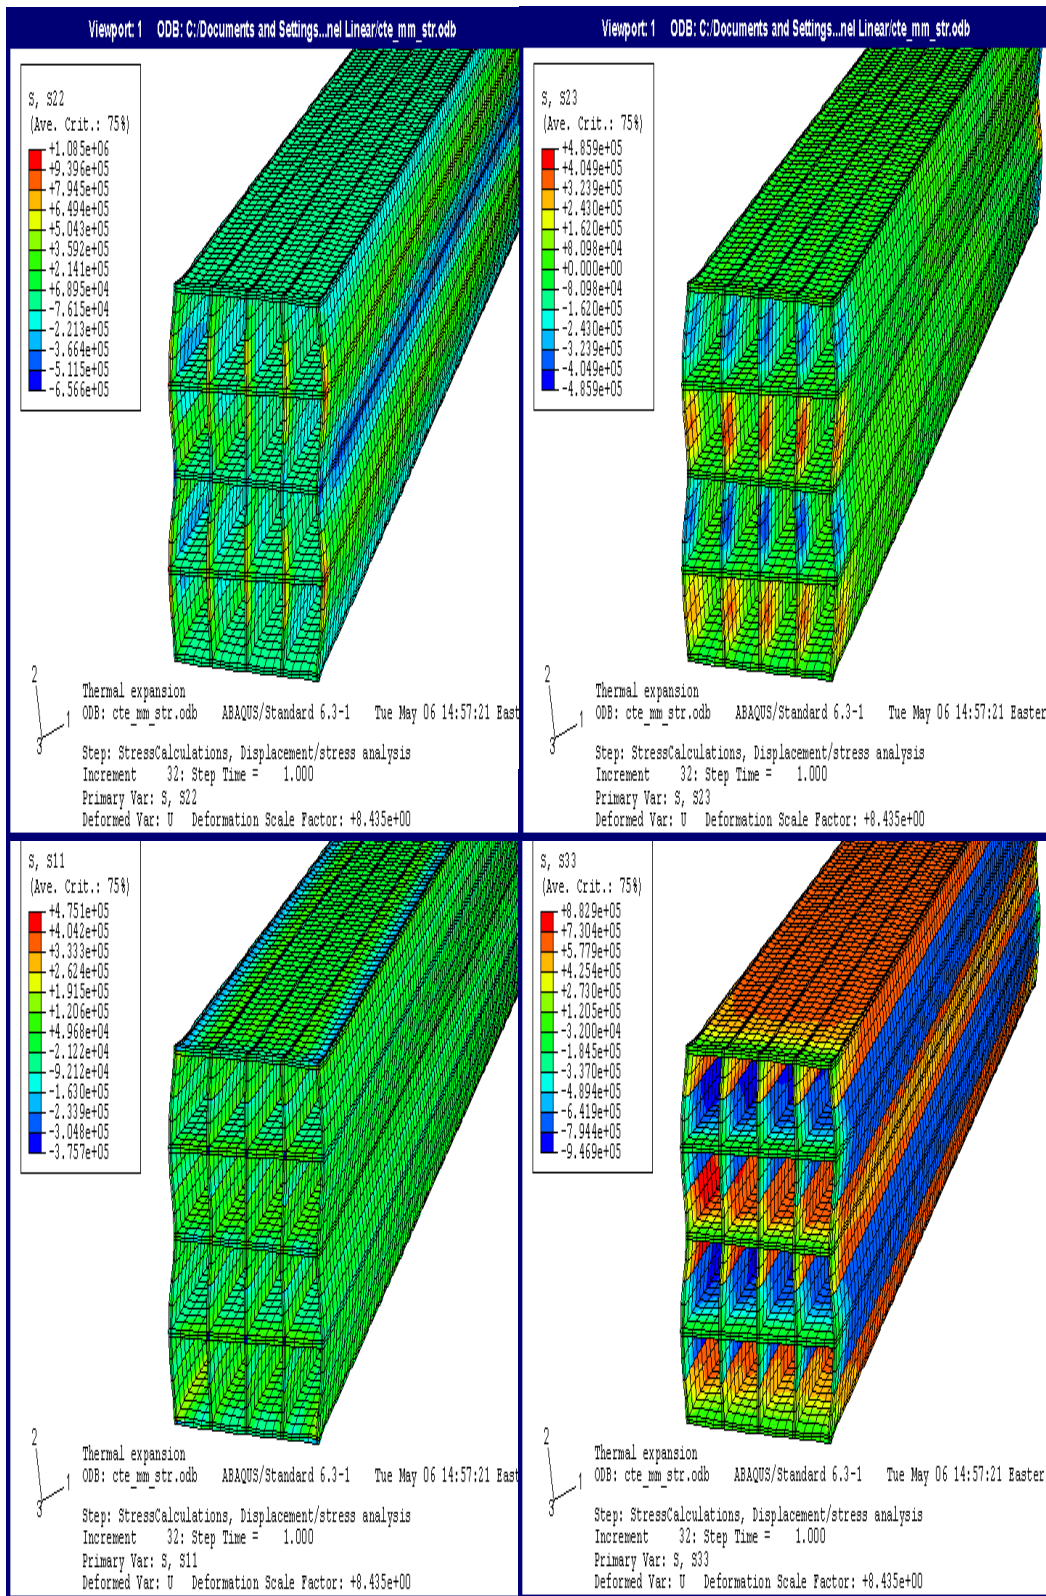 Viewport: 1 ODB: C:/Documents and Settings...nel Linear/cte_mm_str.odb
S, S22
(Ave. Crit.: 75%)
+1.085e+06
+9.396e+05
+7.945e+05
+6.494e+05
+5.043e+05
+3.592e+05
+2.141e+05
+6.895e+04
-7.615e+04
-2.213e+05
-3.664e+05
-5.115e+05
-6.566e+05
2
1
3
Thermal expansion
ODB: cte_mm_str.odb ABAQUS/Standard 6.3-1 Tue May 06 14:57:21 East
Step: StressCalculations, Displacement/stress analysis
Increment 32: Step Time = 1.000
Primary Var: S, S22
Deformed Var: U Deformation Scale Factor: +8.435e+00
Viewport: 1 ODB: C:/Documents and Settings...nel Linear/cte_mm_str.odb
S, S23
(Ave. Crit.: 75%)
+4.859e+05
+4.049e+05
+3.239e+05
+2.430e+05
+1.620e+05
+8.098e+04
+0.000e+00
-8.098e+04
-1.620e+05
-2.430e+05
-3.239e+05
-4.049e+05
-4.859e+05
2
1
3
Thermal expansion
ODB: cte_mm_str.odb ABAQUS/Standard 6.3-1 Tue May 06 14:57:21 Easter
Step: StressCalculations, Displacement/stress analysis
Increment 32: Step Time = 1.000
Primary Var: S, S23
Deformed Var: U Deformation Scale Factor: +8.435e+00
S, S11
(Ave. Crit.: 75%)
+4.751e+05
+4.042e+05
+3.333e+05
+2.624e+05
+1.915e+05
+1.206e+05
+4.968e+04
-2.122e+04
-9.212e+04
-1.630e+05
-2.339e+05
-3.048e+05
-3.757e+05
2
1
3
Thermal expansion
ODB: cte_mm_str.odb ABAQUS/Standard 6.3-1 Tue May 06 14:57:21 East
Step: StressCalculations, Displacement/stress analysis
Increment 32: Step Time = 1.000
Primary Var: S, S11
Deformed Var: U Deformation Scale Factor: +8.435e+00
S, S33
(Ave. Crit.: 75%)
+8.829e+05
+7.304e+05
+5.779e+05
+4.254e+05
+2.730e+05
+1.205e+05
-3.200e+04
-1.845e+05
-3.370e+05
-4.894e+05
-6.419e+05
-7.944e+05
-9.469e+05
2
1
3
Thermal expansion
ODB: cte_mm_str.odb ABAQUS/Standard 6.3-1 Tue May 06 14:57:21 Easter
Step: StressCalculations, Displacement/stress analysis
Increment 32: Step Time = 1.000
Primary Var: S, S33
Deformed Var: U Deformation Scale Factor: +8.435e+00